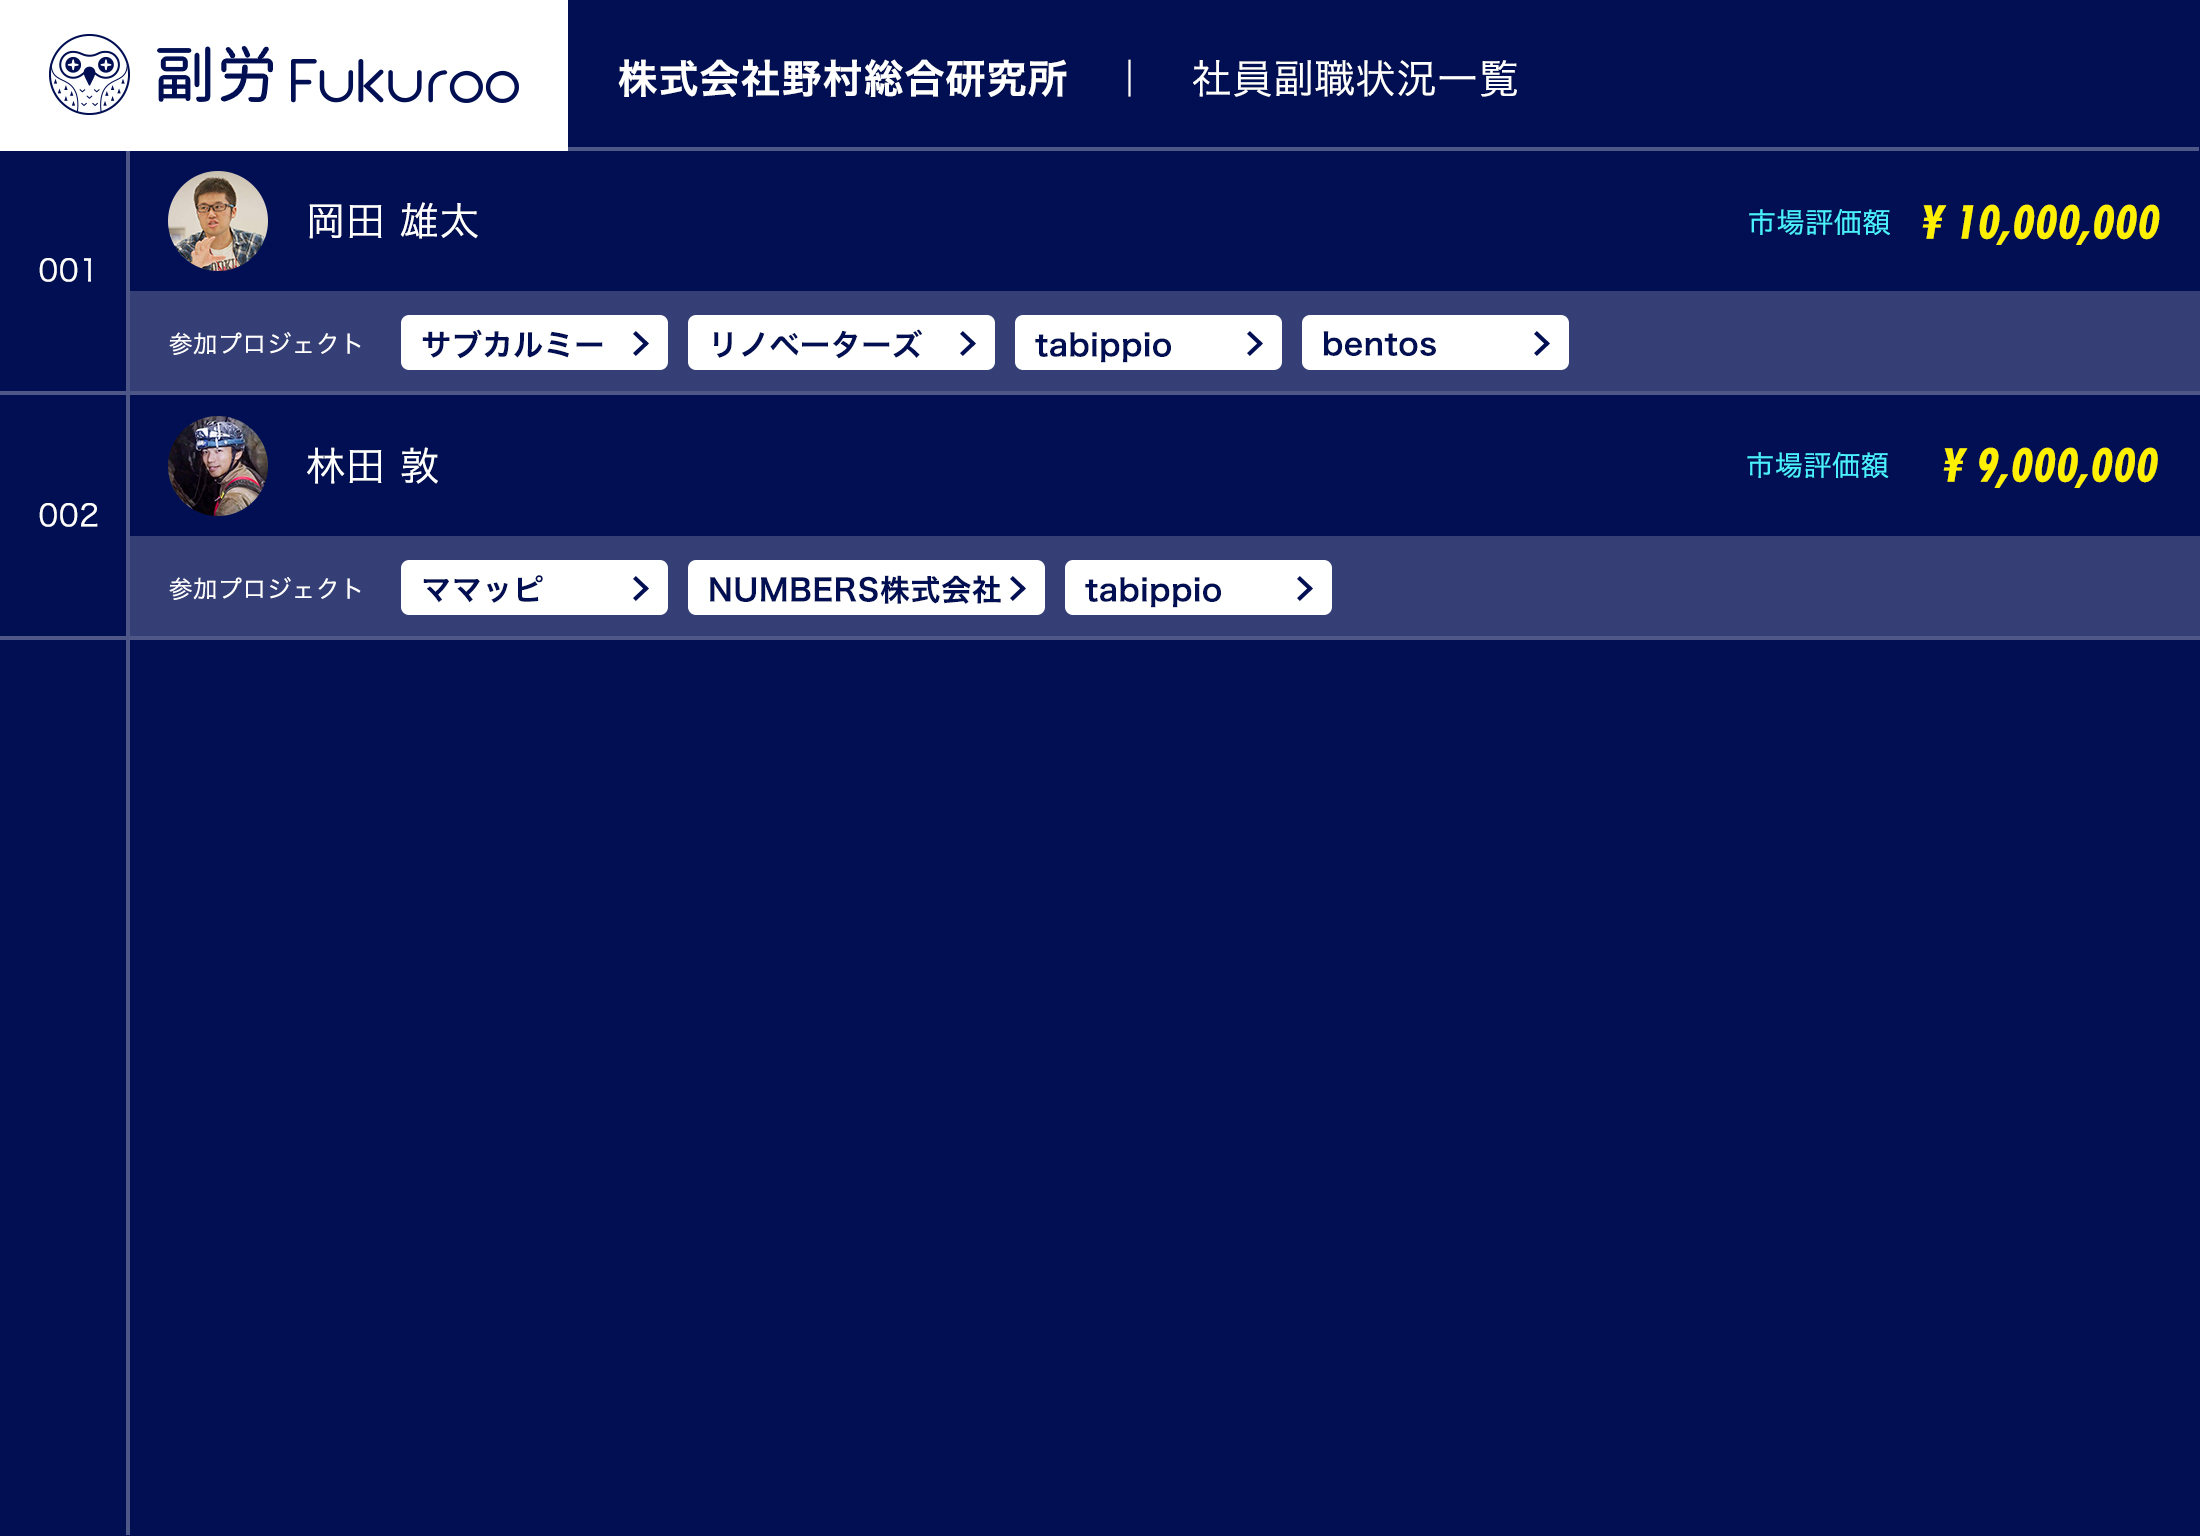 副労 Fukuroo
株式会社野村総合研究所 | 社員副職状況一覧
001
岡田 雄太
市場評価額 ¥ 10,000,000
参加プロジェクト サブカルミー リノベーターズ tabippio bentos
002
林田 敦
市場評価額 ¥ 9,000,000
参加プロジェクト ママッピ NUMBERS株式会社 tabippio